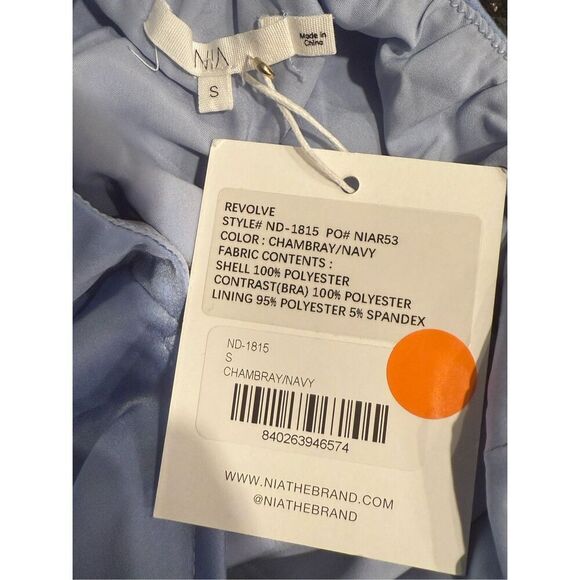 NIA
S
Made in
China
REVOLVE
STYLE# ND-1815 PO# NIAR53
COLOR : CHAMBRAY/NAVY
FABRIC CONTENTS :
SHELL 100% POLYESTER
CONTRAST(BRA) 100% POLYESTER
LINING 95% POLYESTER 5% SPANDEX
ND-1815
S
CHAMBRAY/NAVY
840263946574
WWW.NIATHEBRAND.COM
@NIATHEBRAND